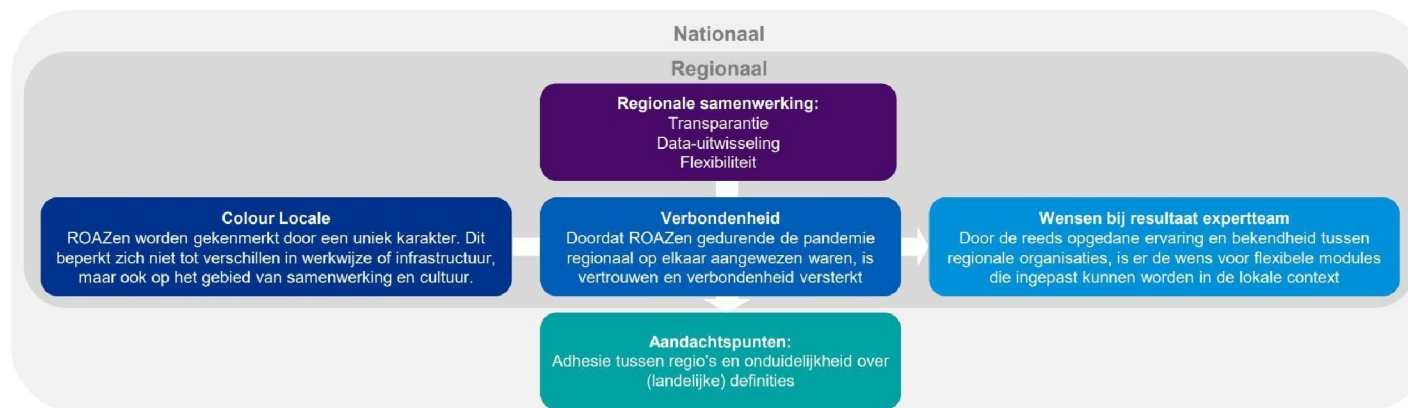 Nationaal
Regionaal
Regionale samenwerking:
Transparantie
Data-uitwisseling
Flexibiliteit
Colour Locale
ROAZen worden gekenmerkt door een uniek karakter. Dit
beperkt zich niet tot verschillen in werkwijze of infrastructuur,
maar ook op het gebied van samenwerking en cultuur.
Verbondenheid
Doordat ROAZen gedurende de pandemie
regionaal op elkaar aangewezen waren, is
vertrouwen en verbondenheid versterkt
Wensen bij resultaat expertteam
Door de reeds opgedane ervaring en bekendheid tussen
regionale organisaties, is er de wens voor flexibele modules
die ingepast kunnen worden in de lokale context
Aandachtspunten:
Adhesie tussen regio's en onduidelijkheid over
(landelijke) definities